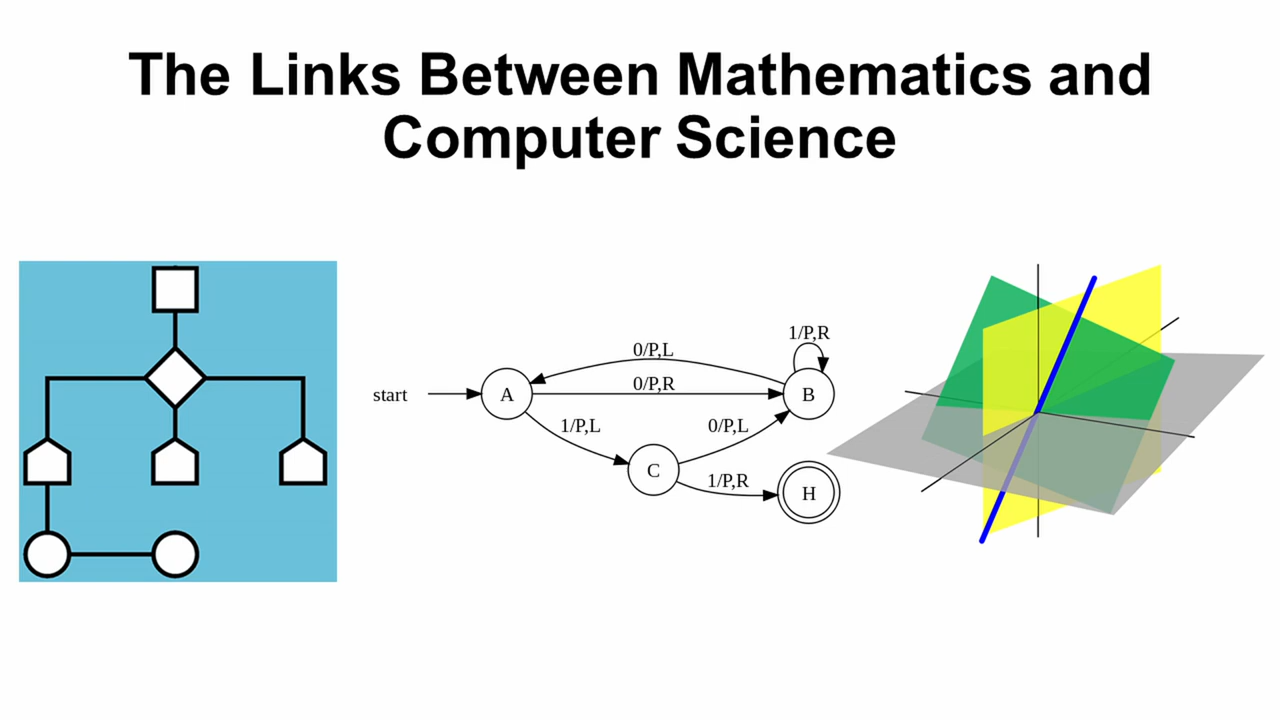 The Links Between Mathematics and
Computer Science
1/P,R
0/P,L
0/P,R
start
A
B
1/P,L
0/P,L
C
1/P,R
H